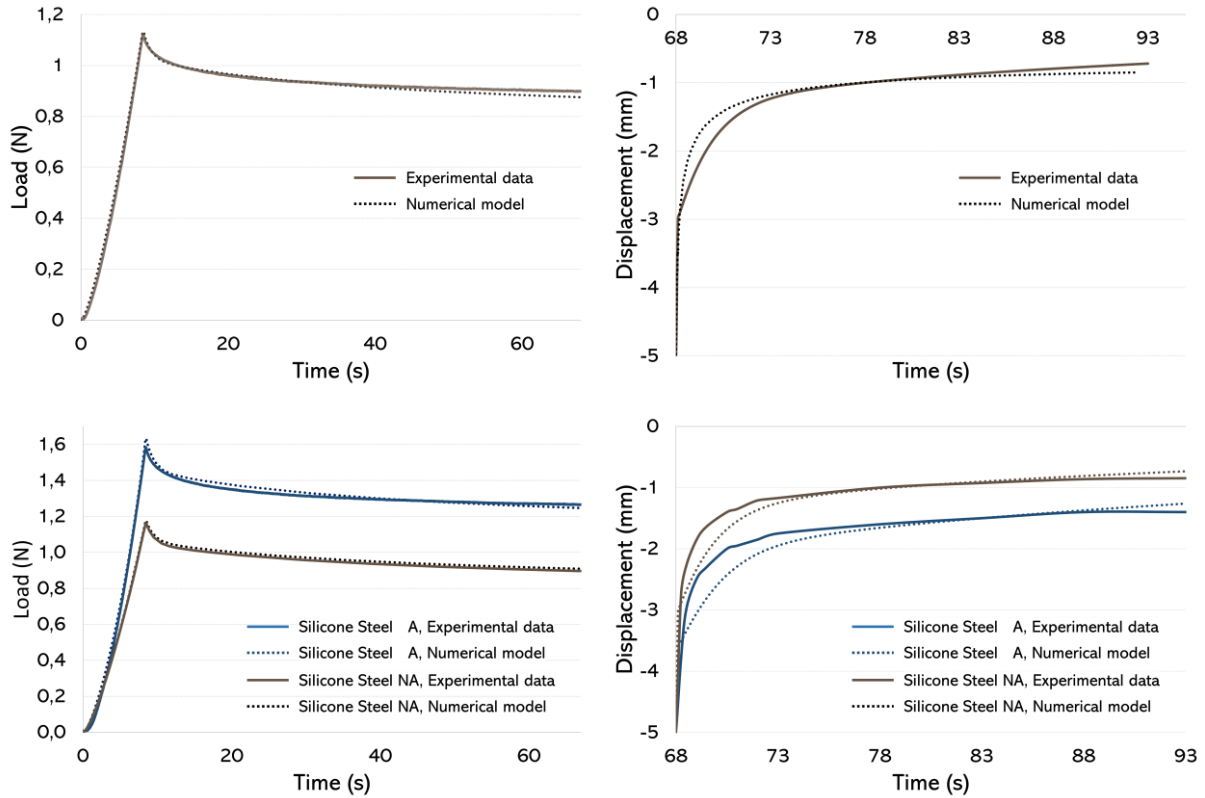 1,2
1
0,8
0,6
0,4
0,2
0
Load (N)
Experimental data
Numerical model
0 20 40 60
Time (s)
0
68 73 78 83 88 93
-1
-2
-3
-4
-5
Displacement (mm)
Experimental data
Numerical model
Time (s)
1,6
1,4
1,2
1,0
0,8
0,6
0,4
0,2
0,0
Load (N)
Silicone Steel A, Experimental data
Silicone Steel A, Numerical model
Silicone Steel NA, Experimental data
Silicone Steel NA, Numerical model
0 20 40 60
Time (s)
0
-1
-2
-3
-4
-5
Displacement (mm)
Silicone Steel A, Experimental data
Silicone Steel A, Numerical model
Silicone Steel NA, Experimental data
Silicone Steel NA, Numerical model
68 73 78 83 88 93
Time (s)